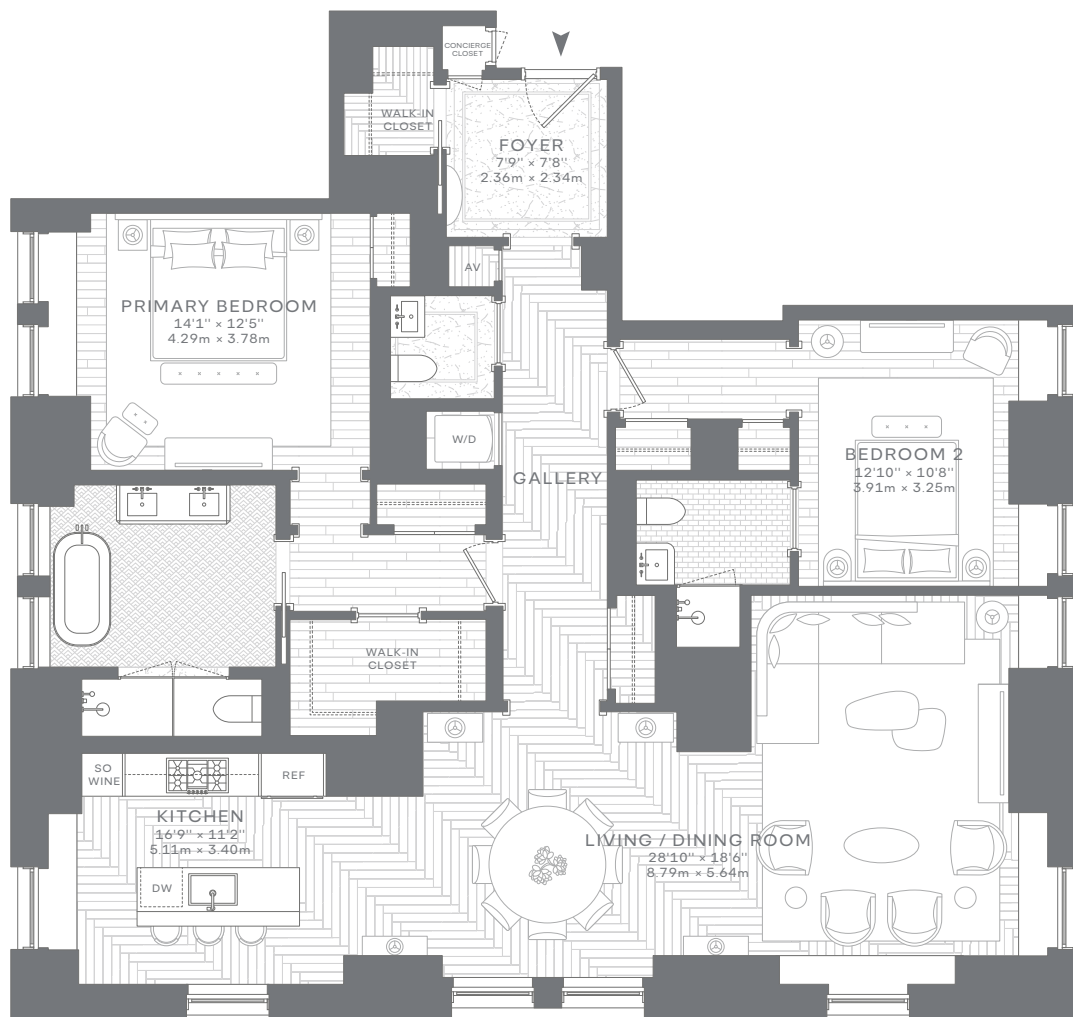 CONCIERGE
CLOSET
WALK-IN
CLOSET
FOYER
7'9" × 7'8"
2.36m × 2.34m
AV
PRIMARY BEDROOM
14'1" × 12'5"
4.29m × 3.78m
W/D
GALLERY
BEDROOM 2
12'10" × 10'8"
3.91m × 3.25m
WALK-IN
CLOSET
SO
WINE
REF
KITCHEN
16'9" × 11'2"
5.11m × 3.40m
DW
LIVING / DINING ROOM
28'10" × 18'6"
8.79m × 5.64m